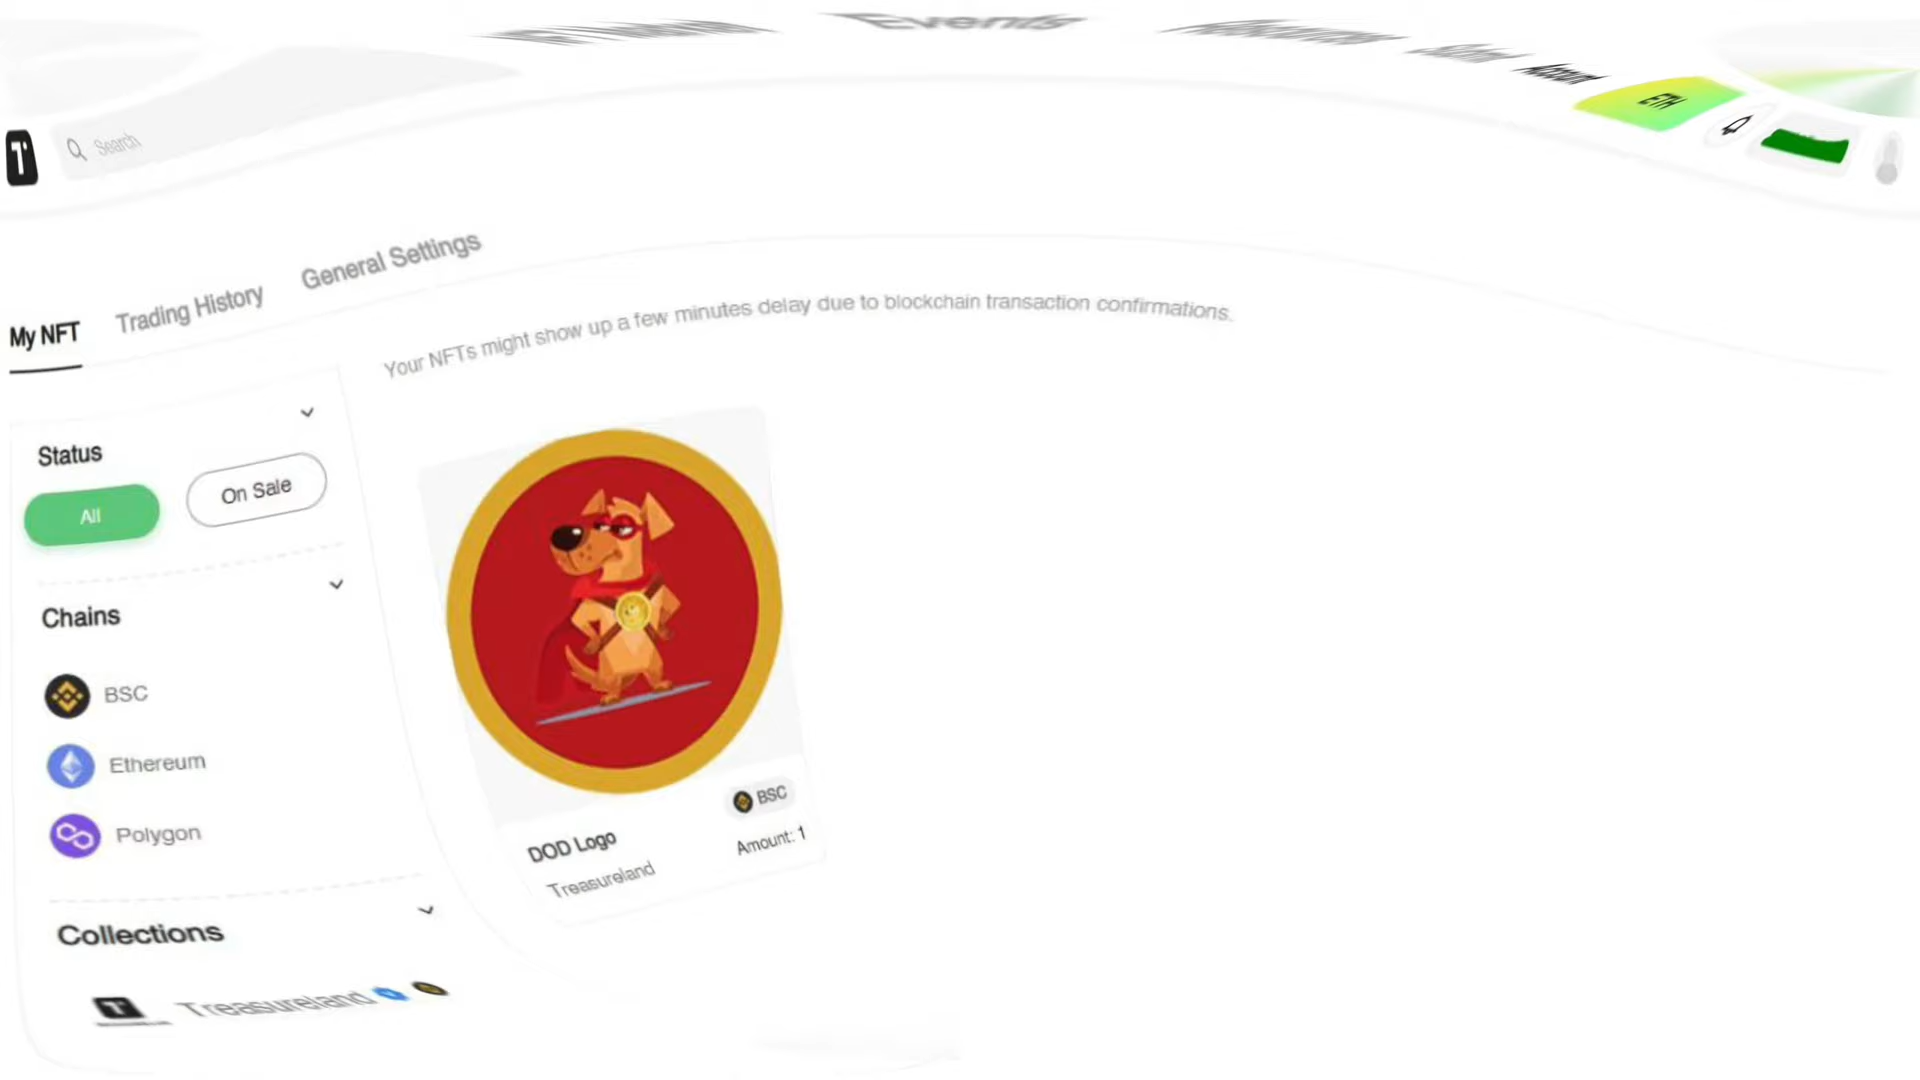 Events
Account
ETH
T
Search
My NFT
Trading History
General Settings
Your NFTs might show up a few minutes delay due to blockchain transaction confirmations.
Status
All
On Sale
Chains
BSC
Ethereum
Polygon
Collections
T
Treasureland
BSC
DOD Logo
Amount: 1
Treasureland